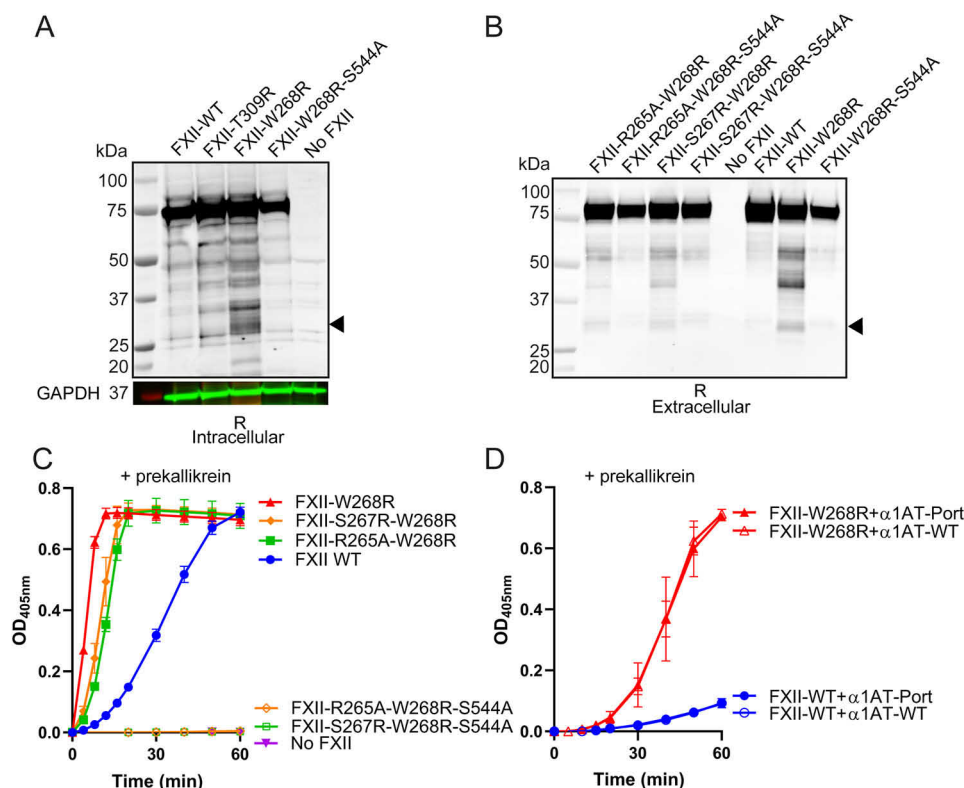 A
FXII-WT
FXII-T309R
FXII-W268R
FXII-W268R-S544A
No FXII
kDa
100
75
50
37
25
20
GAPDH 37
R
Intracellular
B
FXII-R265A-W268R
FXII-R265A-W268R-S544A
FXII-S267R-W268R
FXII-S267R-W268R-S544A
No FXII
FXII-WT
FXII-W268R
FXII-W268R-S544A
kDa
100
75
50
37
25
20
R
Extracellular
C
+ prekallikrein
OD405nm
0.8
0.6
0.4
0.2
0.0
0
30
60
Time (min)
FXII-W268R
FXII-S267R-W268R
FXII-R265A-W268R
FXII WT
FXII-R265A-W268R-S544A
FXII-S267R-W268R-S544A
No FXII
D
+ prekallikrein
OD405nm
0.8
0.6
0.4
0.2
0.0
0
30
60
Time (min)
FXII-W268R+α1AT-Port
FXII-W268R+α1AT-WT
FXII-WT+α1AT-Port
FXII-WT+α1AT-WT